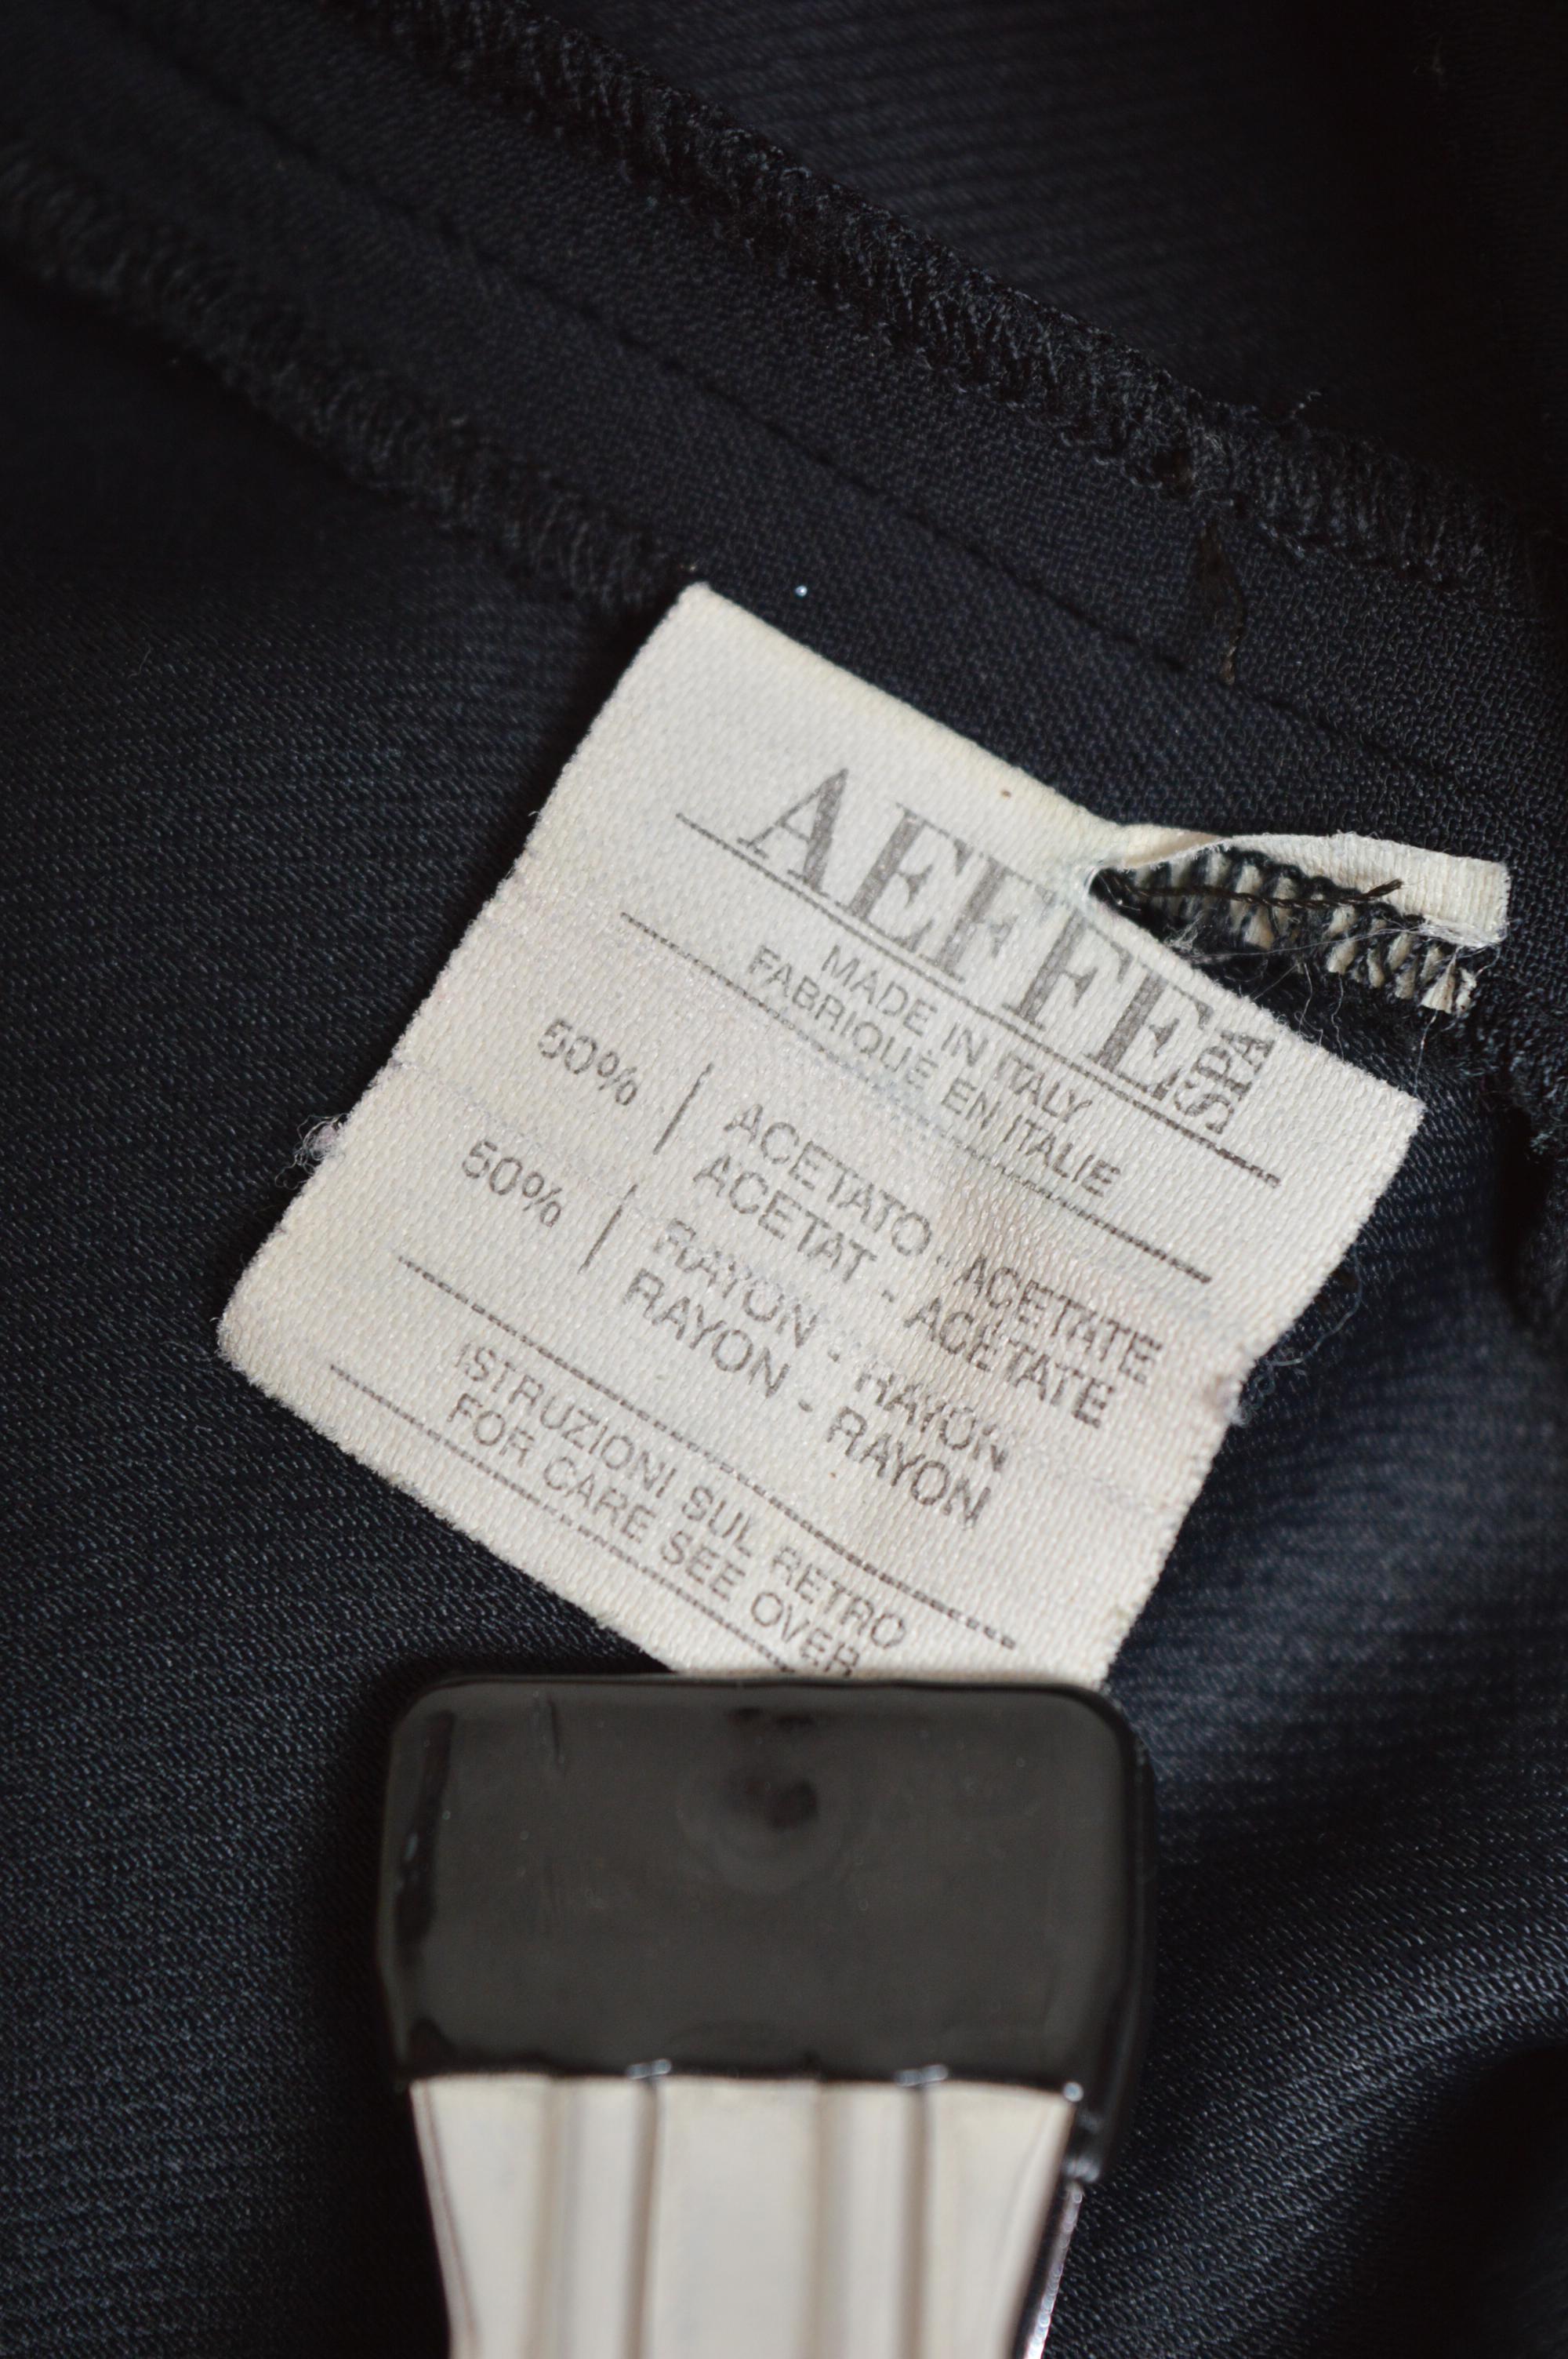 AEFFE SPA
MADE IN ITALY
FABRIQUÉ EN ITALIE
50% | ACETATO - ACETATE
ACETAT - ACETATE
50% | RAYON - RAYON
RAYON - RAYON
ISTRUZIONI SUL RETRO
FOR CARE SEE OVER